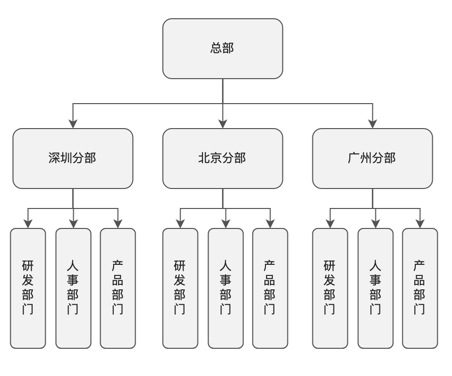 总部
深圳分部
北京分部
广州分部
研发部门
人事部门
产品部门
研发部门
人事部门
产品部门
研发部门
人事部门
产品部门